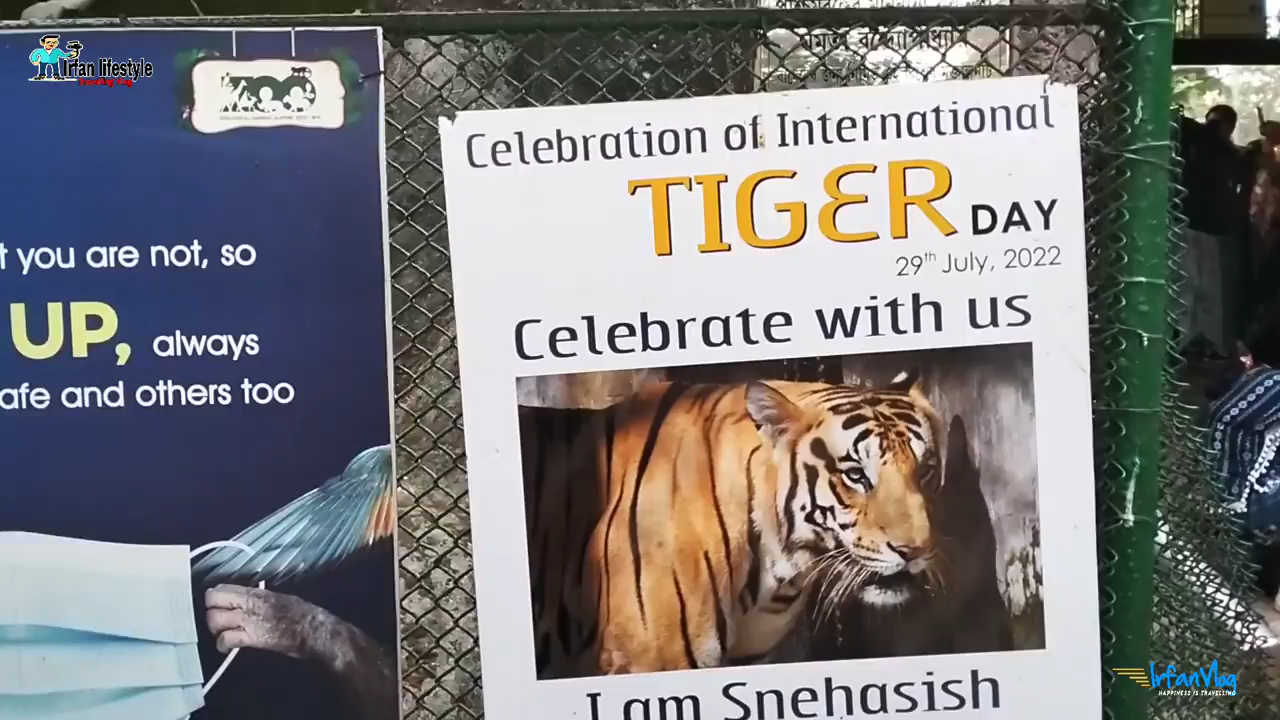 Irfan lifestyle
t you are not, so
UP, always
afe and others too
Celebration of International
TIGER DAY
29th July, 2022
Celebrate with us
I am Snehasish
IrfanVlog
HAPPINESS IS TRAVELLING